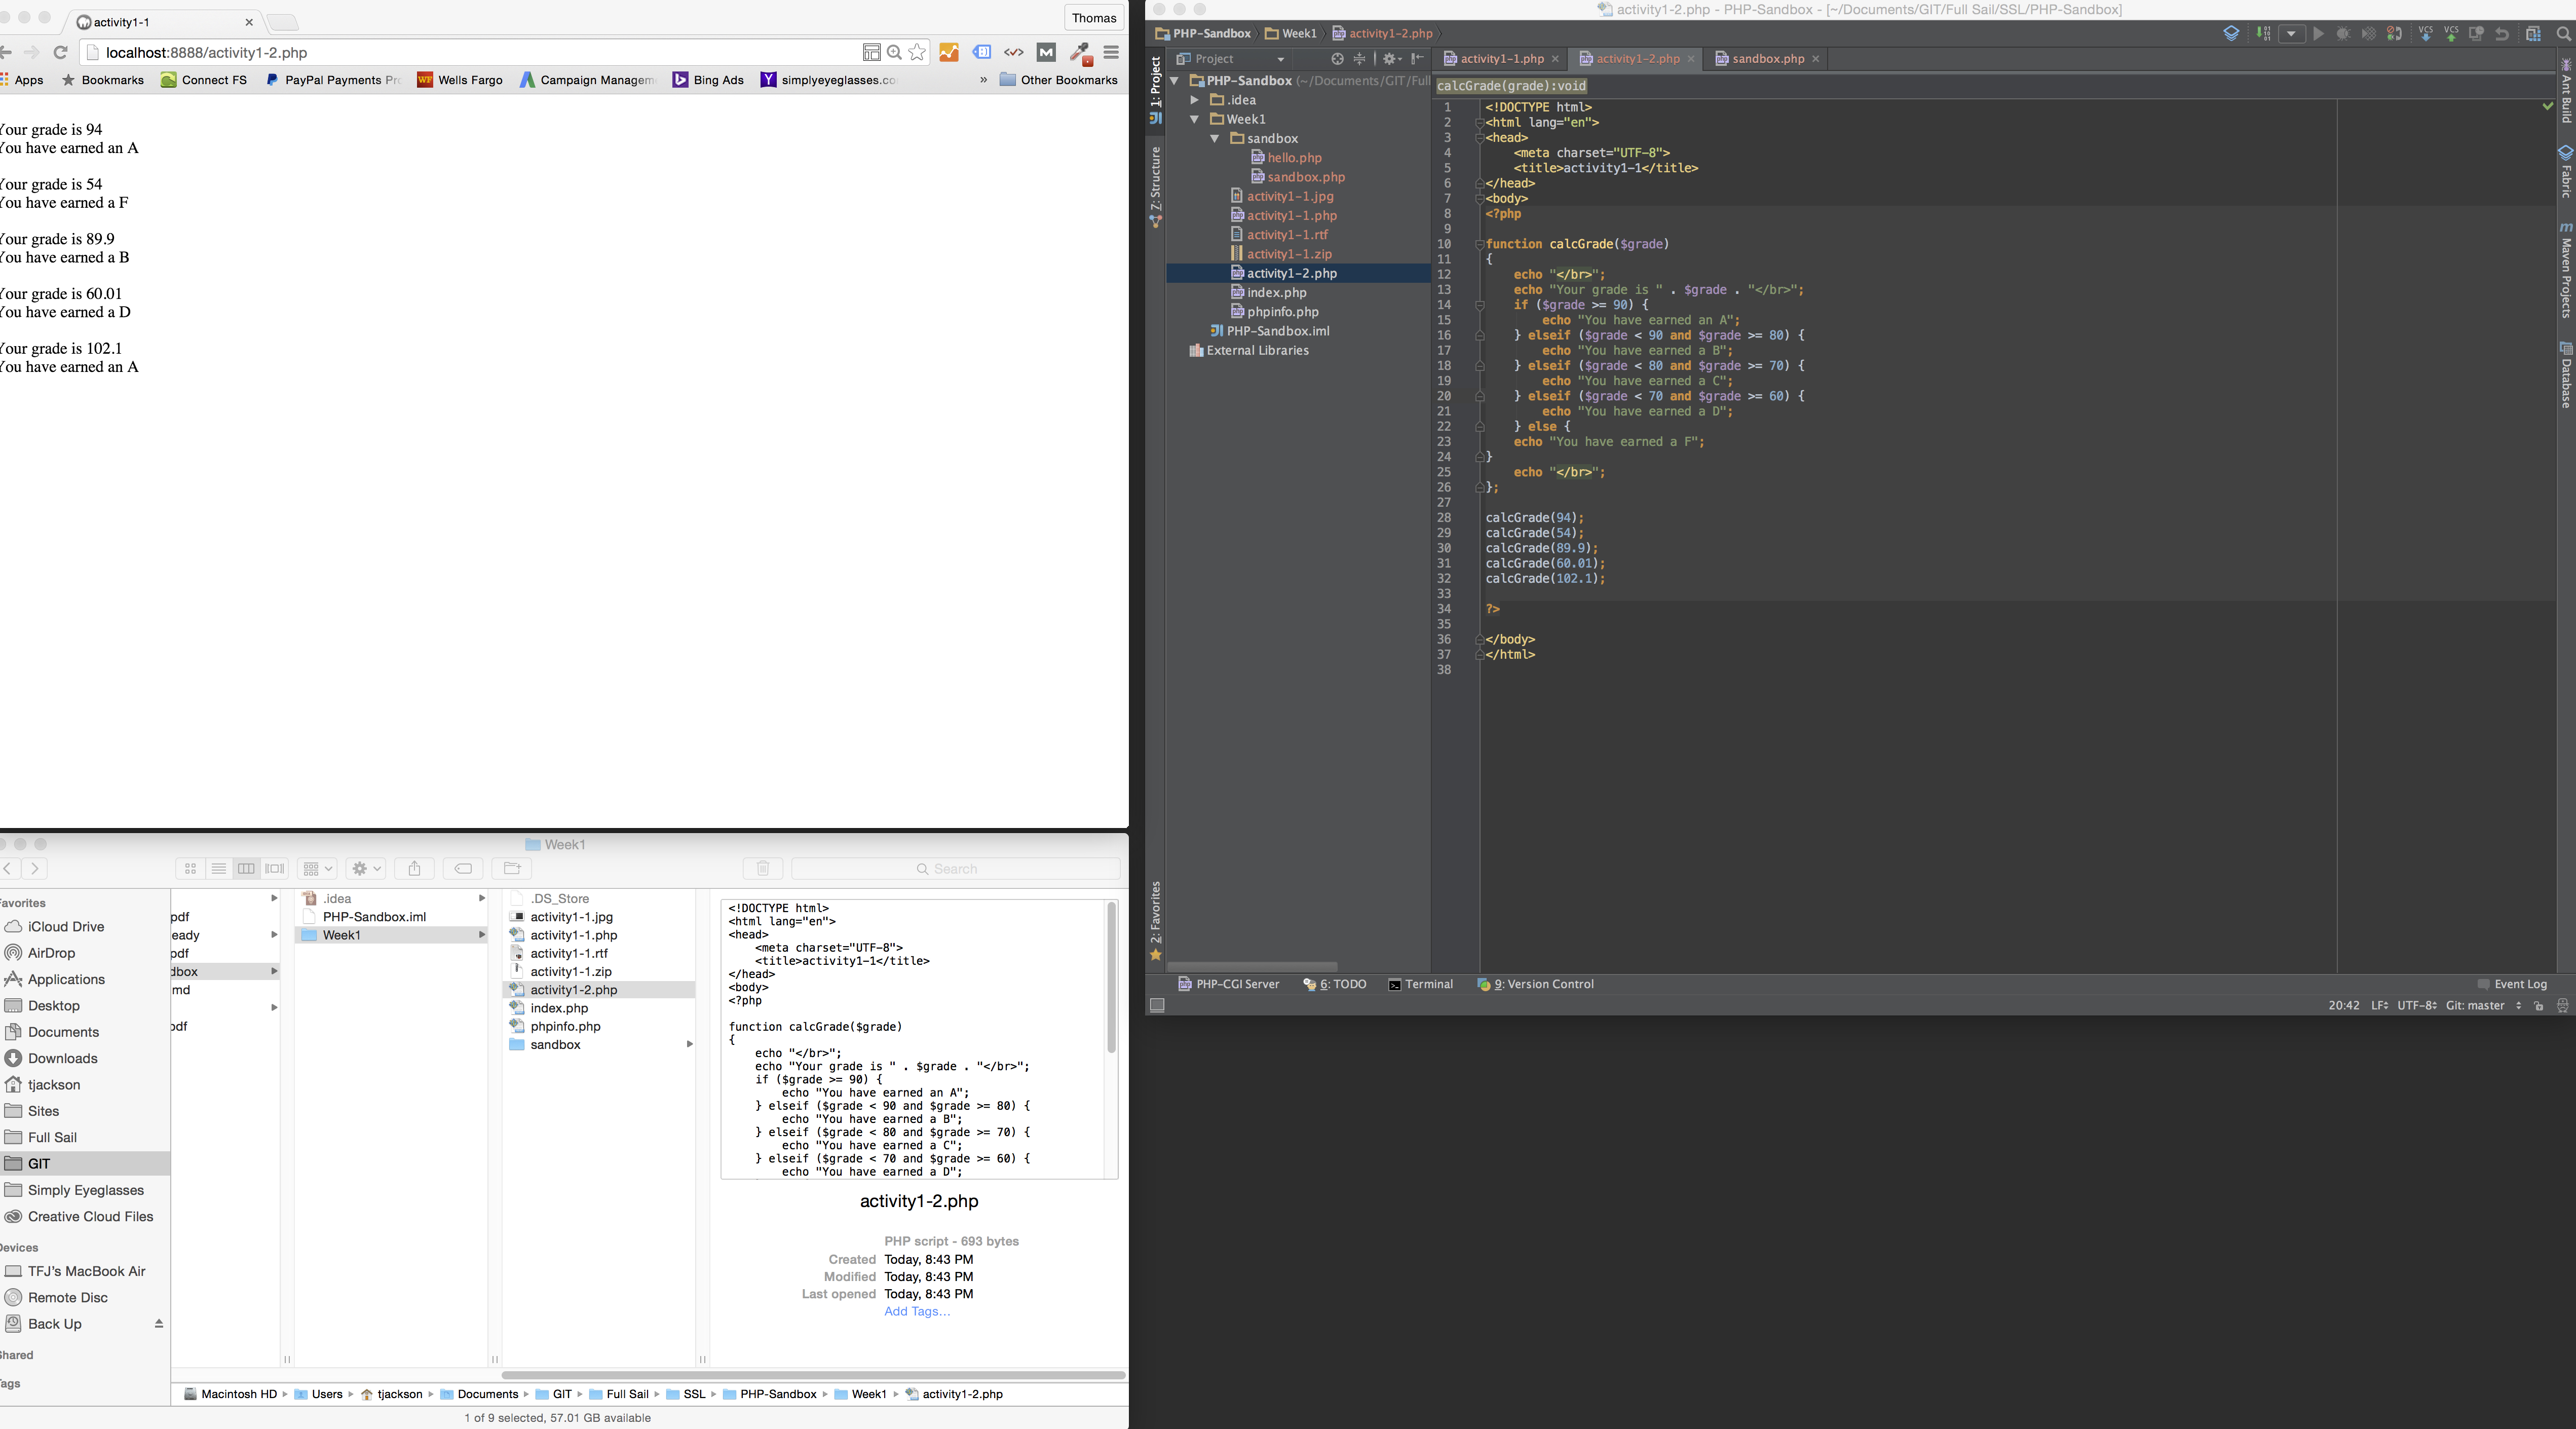 activity1-1
Thomas
localhost:8888/activity1-2.php
Apps
Bookmarks
Connect FS
PayPal Payments Pro
Wells Fargo
Campaign Managem
Bing Ads
simplyeyeglasses.co
»
Other Bookmarks
Your grade is 94
You have earned an A
Your grade is 54
You have earned a F
Your grade is 89.9
You have earned a B
Your grade is 60.01
You have earned a D
Your grade is 102.1
You have earned an A
Week1
Search
Favorites
iCloud Drive
AirDrop
Applications
Desktop
Documents
Downloads
tjackson
Sites
Full Sail
GIT
Simply Eyeglasses
Creative Cloud Files
Devices
TFJ's MacBook Air
Remote Disc
Back Up
Shared
Tags
pdf
eady
pdf
dbox
md
pdf
.idea
PHP-Sandbox.iml
Week1
.DS_Store
activity1-1.jpg
activity1-1.php
activity1-1.rtf
activity1-1.zip
activity1-2.php
index.php
phpinfo.php
sandbox
<!DOCTYPE html>
<html lang="en">
<head>
<meta charset="UTF-8">
<title>activity1-1</title>
</head>
<body>
<?php
function calcGrade($grade)
{
echo "</br>";
echo "Your grade is " . $grade . "</br>";
if ($grade >= 90) {
echo "You have earned an A";
} elseif ($grade < 90 and $grade >= 80) {
echo "You have earned a B";
} elseif ($grade < 80 and $grade >= 70) {
echo "You have earned a C";
} elseif ($grade < 70 and $grade >= 60) {
echo "You have earned a D";
activity1-2.php
PHP script - 693 bytes
Created Today, 8:43 PM
Modified Today, 8:43 PM
Last opened Today, 8:43 PM
Add Tags...
Macintosh HD
Users
tjackson
Documents
GIT
Full Sail
SSL
PHP-Sandbox
Week1
activity1-2.php
1 of 9 selected, 57.01 GB available
activity1-2.php - PHP-Sandbox - [~/Documents/GIT/Full Sail/SSL/PHP-Sandbox]
PHP-Sandbox
Week1
activity1-2.php
VCS
VCS
1: Project
7: Structure
2: Favorites
Project
PHP-Sandbox (~/Documents/GIT/Full
.idea
Week1
sandbox
hello.php
sandbox.php
activity1-1.jpg
activity1-1.php
activity1-1.rtf
activity1-1.zip
activity1-2.php
index.php
phpinfo.php
PHP-Sandbox.iml
External Libraries
activity1-1.php
activity1-2.php
sandbox.php
calcGrade(grade):void
1 <!DOCTYPE html>
2 <html lang="en">
3 <head>
4 <meta charset="UTF-8">
5 <title>activity1-1</title>
6 </head>
7 <body>
8 <?php
9
10 function calcGrade($grade)
11 {
12 echo "</br>";
13 echo "Your grade is " . $grade . "</br>";
14 if ($grade >= 90) {
15 echo "You have earned an A";
16 } elseif ($grade < 90 and $grade >= 80) {
17 echo "You have earned a B";
18 } elseif ($grade < 80 and $grade >= 70) {
19 echo "You have earned a C";
20 } elseif ($grade < 70 and $grade >= 60) {
21 echo "You have earned a D";
22 } else {
23 echo "You have earned a F";
24 }
25 echo "</br>";
26 };
27
28 calcGrade(94);
29 calcGrade(54);
30 calcGrade(89.9);
31 calcGrade(60.01);
32 calcGrade(102.1);
33
34 ?>
35
36 </body>
37 </html>
38
Ant Build
Fabric
Maven Projects
Database
PHP-CGI Server
6: TODO
Terminal
9: Version Control
Event Log
20:42 LF UTF-8 Git: master